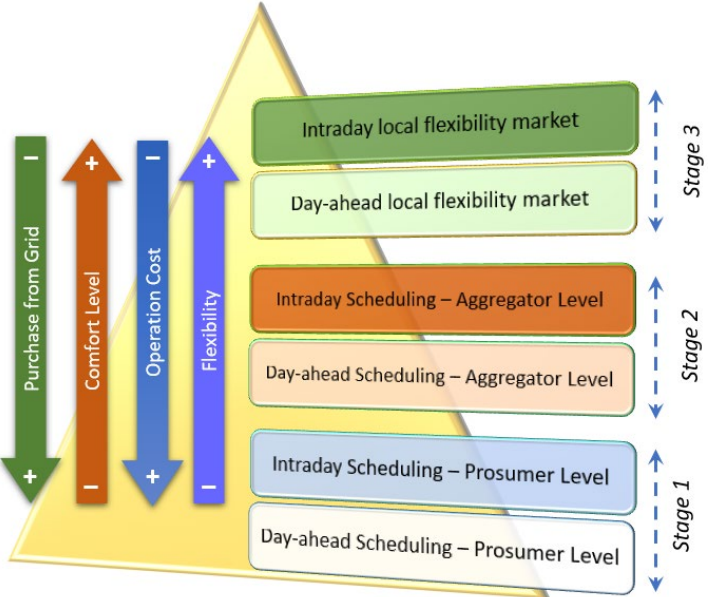 Intraday local flexibility market
Day-ahead local flexibility market
Stage 3
Intraday Scheduling – Aggregator Level
Day-ahead Scheduling – Aggregator Level
Stage 2
Intraday Scheduling – Prosumer Level
Day-ahead Scheduling – Prosumer Level
Stage 1
–
Purchase from Grid
+
+
Comfort Level
–
–
Operation Cost
+
+
Flexibility
–